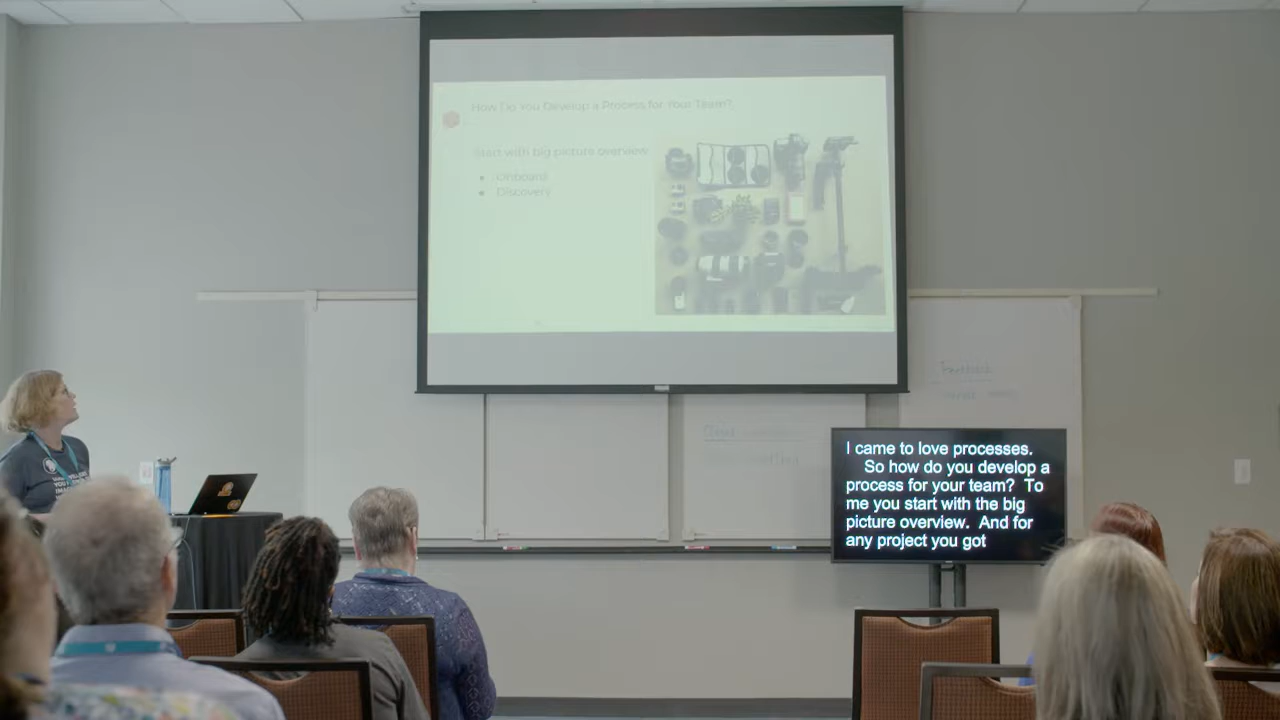 How Do You Develop a Process for Your Team?
Start with big picture overview
Onboard
Discovery
I came to love processes.
So how do you develop a
process for your team? To
me you start with the big
picture overview. And for
any project you got